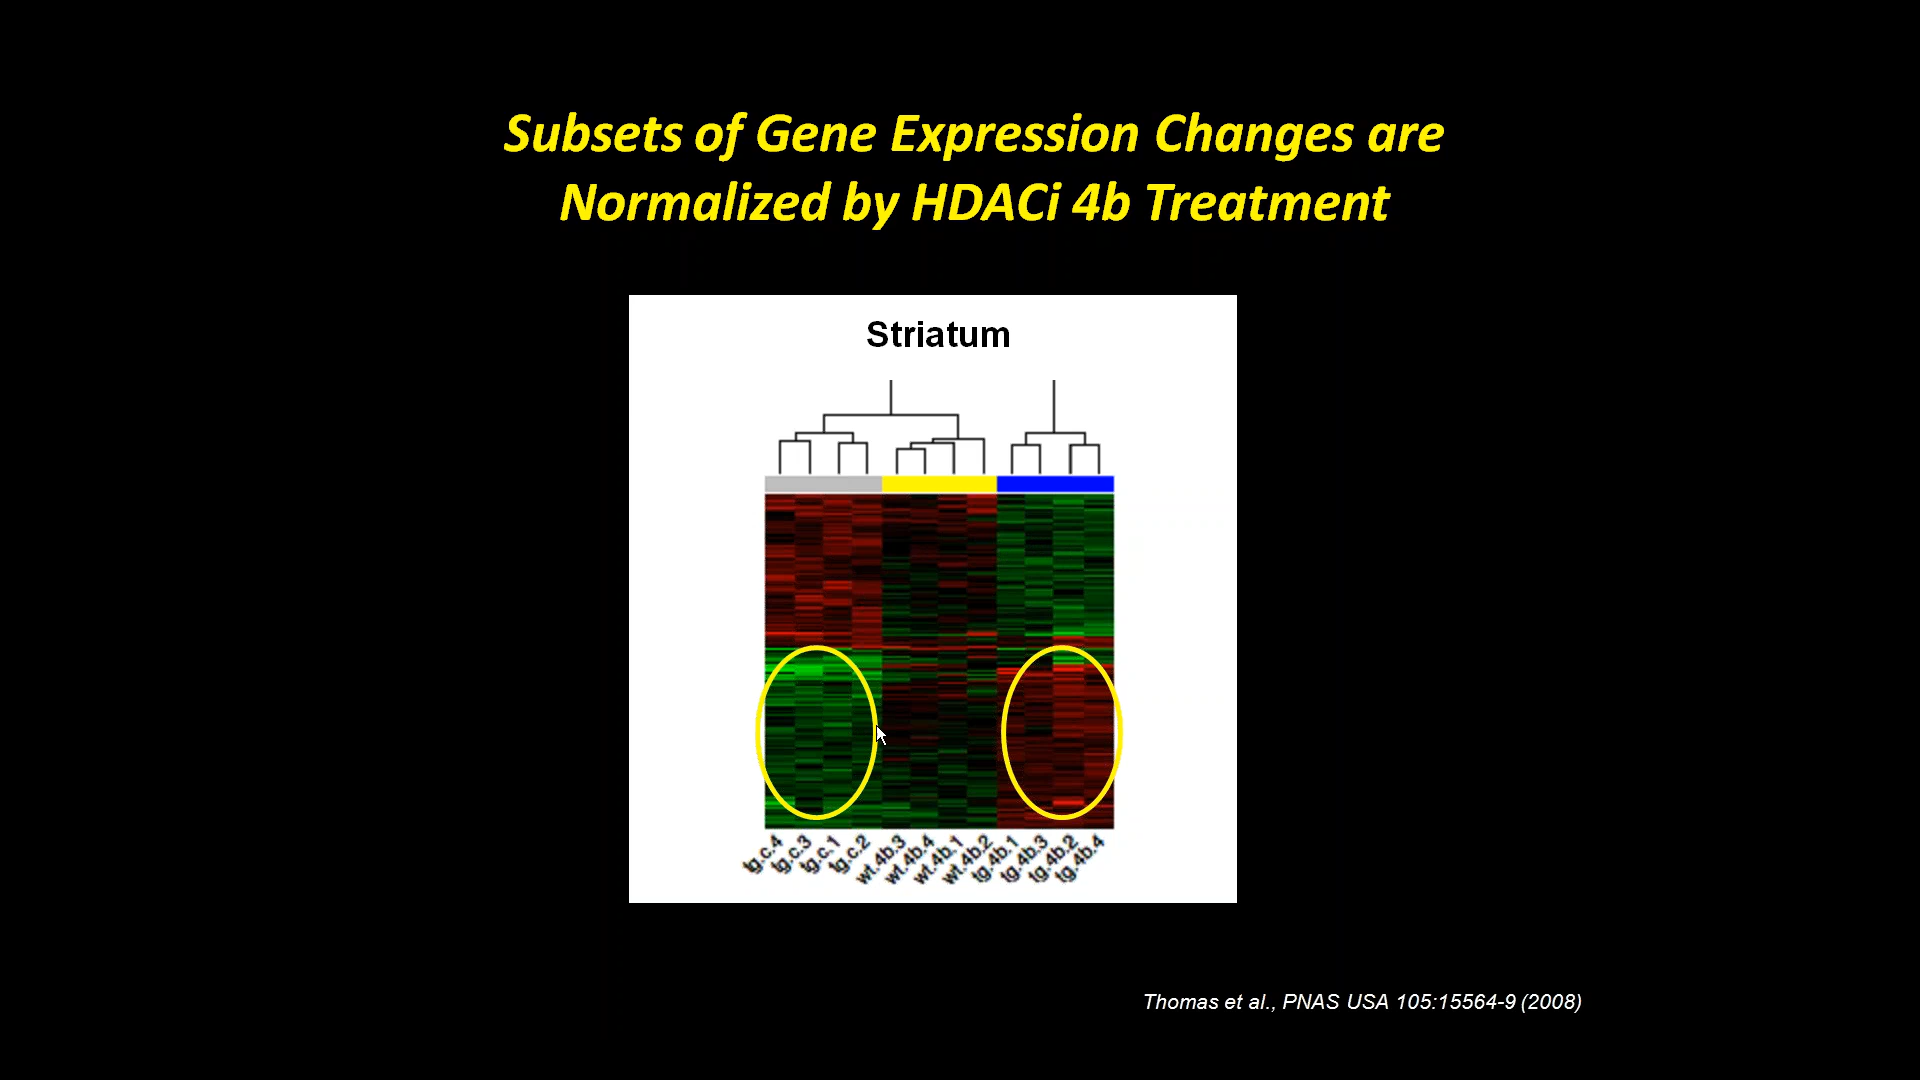 Subsets of Gene Expression Changes are
Normalized by HDACi 4b Treatment
Striatum
tg.c.4
tg.c.3
tg.c.1
tg.c.2
wt.4b.3
wt.4b.4
wt.4b.1
wt.4b.2
tg.4b.1
tg.4b.3
tg.4b.2
tg.4b.4
Thomas et al., PNAS USA 105:15564-9 (2008)